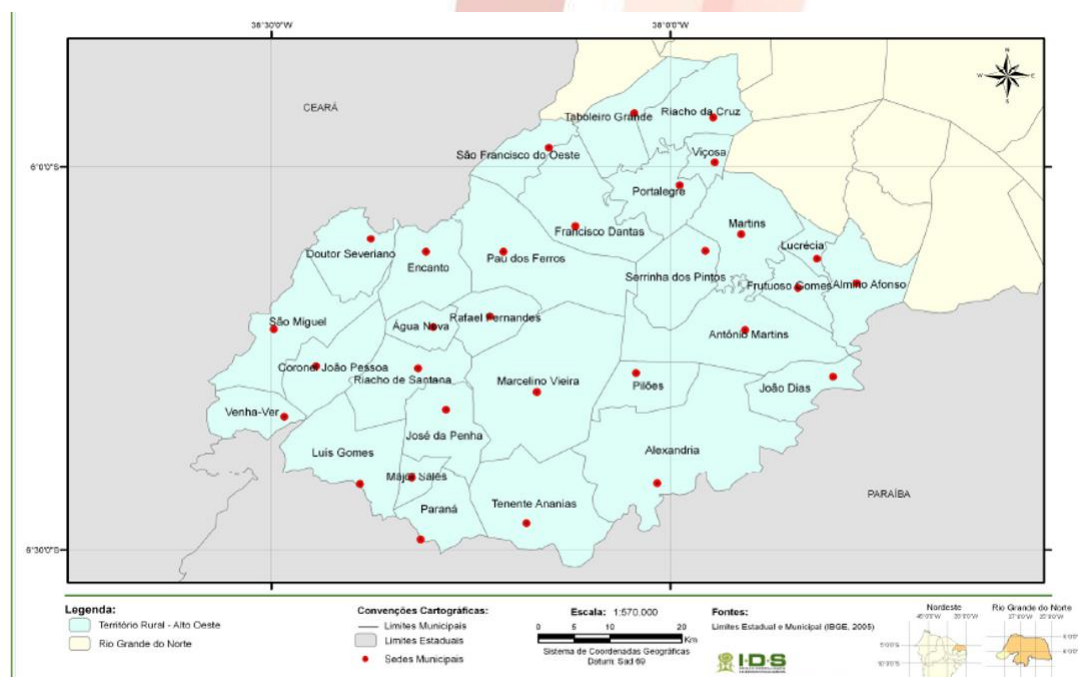 38°30'0"W
38°0'0"W
CEARÁ
Taboleiro Grande
Riacho da Cruz
São Francisco do Oeste
Viçosa
6°0'0"S
Portalegre
Martins
Francisco Dantas
Lucrécia
Doutor Severiano
Encanto
Paú dos Ferros
Serrinha dos Pintos
Frutuoso Gomes
Almino Afonso
São Miguel
Água Nova
Rafael Fernandes
Antônio Martins
Coronel João Pessoa
Riacho de Santana
Marcelino Vieira
Pilões
João Dias
Venha-Ver
José da Penha
Luís Gomes
Alexandria
Major Sales
Paraná
Tenente Ananias
PARAÍBA
6°30'0"S
Legenda:
Território Rural - Alto Oeste
Rio Grande do Norte
Convenções Cartográficas:
Limites Municipais
Limites Estaduais
Sedes Municipais
Escala: 1:570.000
0 5 10 20
Km
Sistema de Coordenadas Geográficas
Datum: Sad 69
Fontes:
Limites Estadual e Municipal (IBGE, 2005)
I·D·S
Nordeste
Rio Grande do Norte